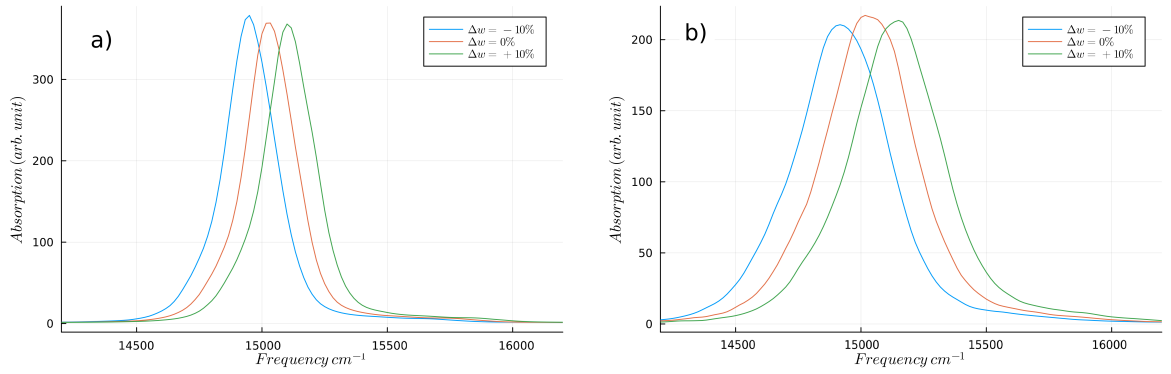 a)
Δw = −10%
Δw = 0%
Δw = +10%
300
200
100
0
Absorption (arb. unit)
14500
15000
15500
16000
Frequency cm⁻¹
b)
Δw = −10%
Δw = 0%
Δw = +10%
200
150
100
50
0
Absorption (arb. unit)
14500
15000
15500
16000
Frequency cm⁻¹